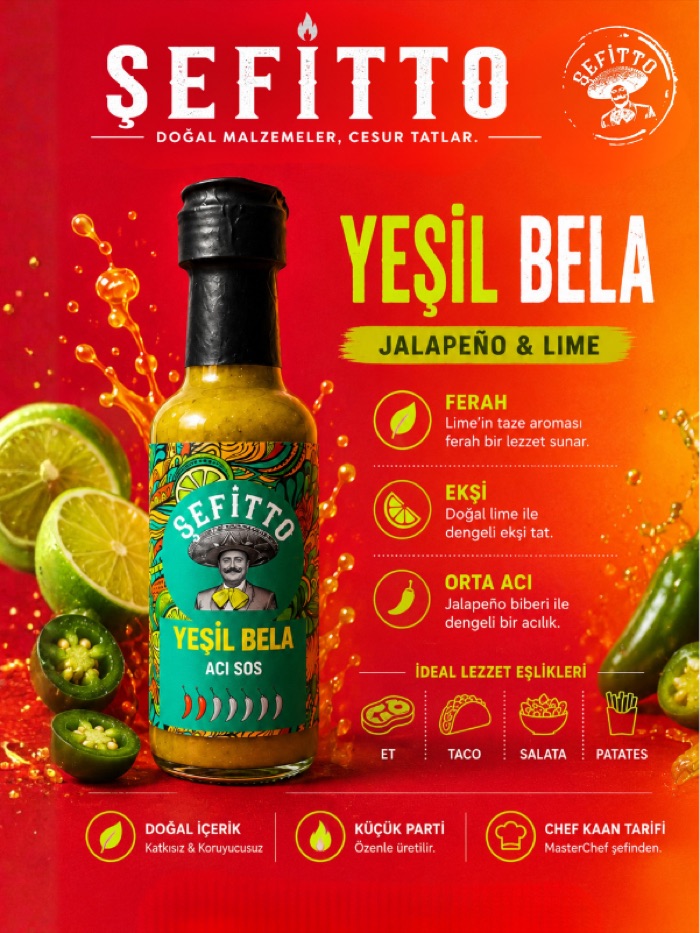 ŞEFİTTO
DOĞAL MALZEMELER, CESUR TATLAR.
ŞEFİTTO
YEŞİL BELA
JALAPEÑO & LIME
FERAH
Lime'in taze aroması
ferah bir lezzet sunar.
EKŞİ
Doğal lime ile
dengeli ekşi tat.
ORTA ACI
Jalapeño biberi ile
dengeli bir acılık.
ŞEFİTTO
YEŞİL BELA
ACI SOS
İDEAL LEZZET EŞLİKLERİ
ET
TACO
SALATA
PATATES
DOĞAL İÇERİK
Katkısız & Koruyucusuz
KÜÇÜK PARTİ
Özenle üretilir.
CHEF KAAN TARİFİ
MasterChef şefinden.